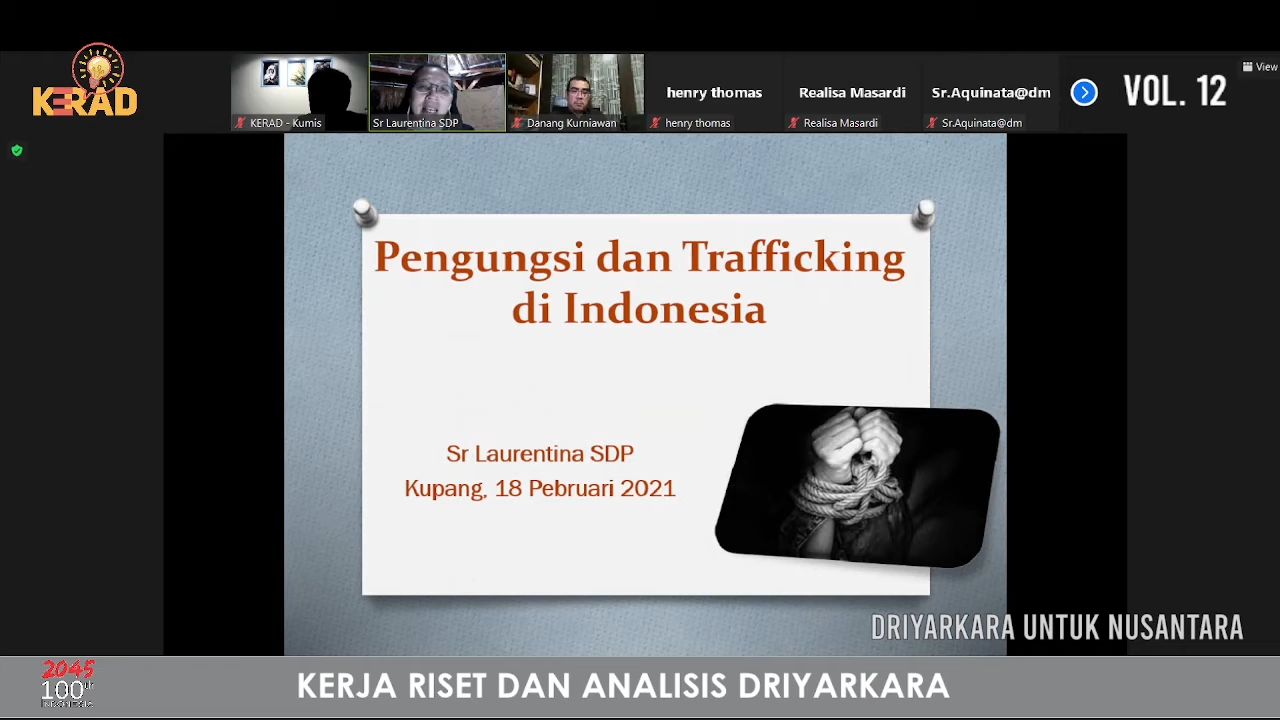 KERAD
henry thomas
Realisa Masardi
Sr.Aquinata@dm
VOL. 12
View
KERAD - Kumis
Sr Laurentina SDP
Danang Kurniawan
henry thomas
Realisa Masardi
Sr.Aquinata@dm
Pengungsi dan Trafficking
di Indonesia
Sr Laurentina SDP
Kupang, 18 Pebruari 2021
DRIYARKARA UNTUK NUSANTARA
2045
100th
INDONESIA
KERJA RISET DAN ANALISIS DRIYARKARA